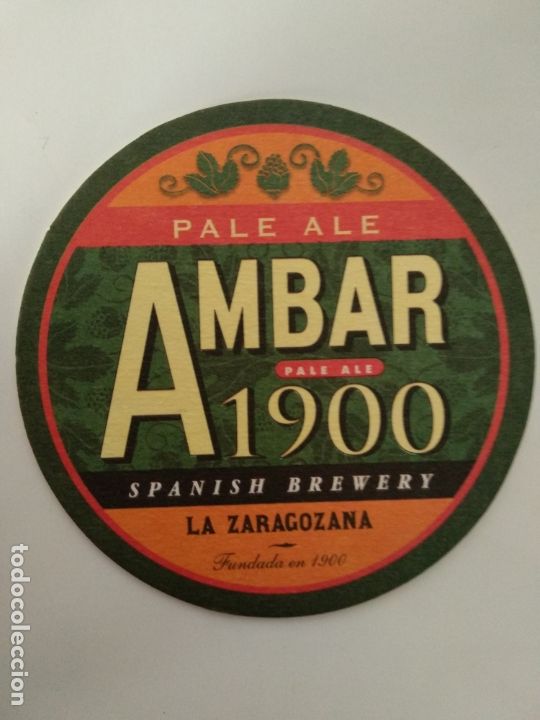 PALE ALE
AMBAR
PALE ALE
1900
SPANISH BREWERY
LA ZARAGOZANA
Fundada en 1900
todocoleccion